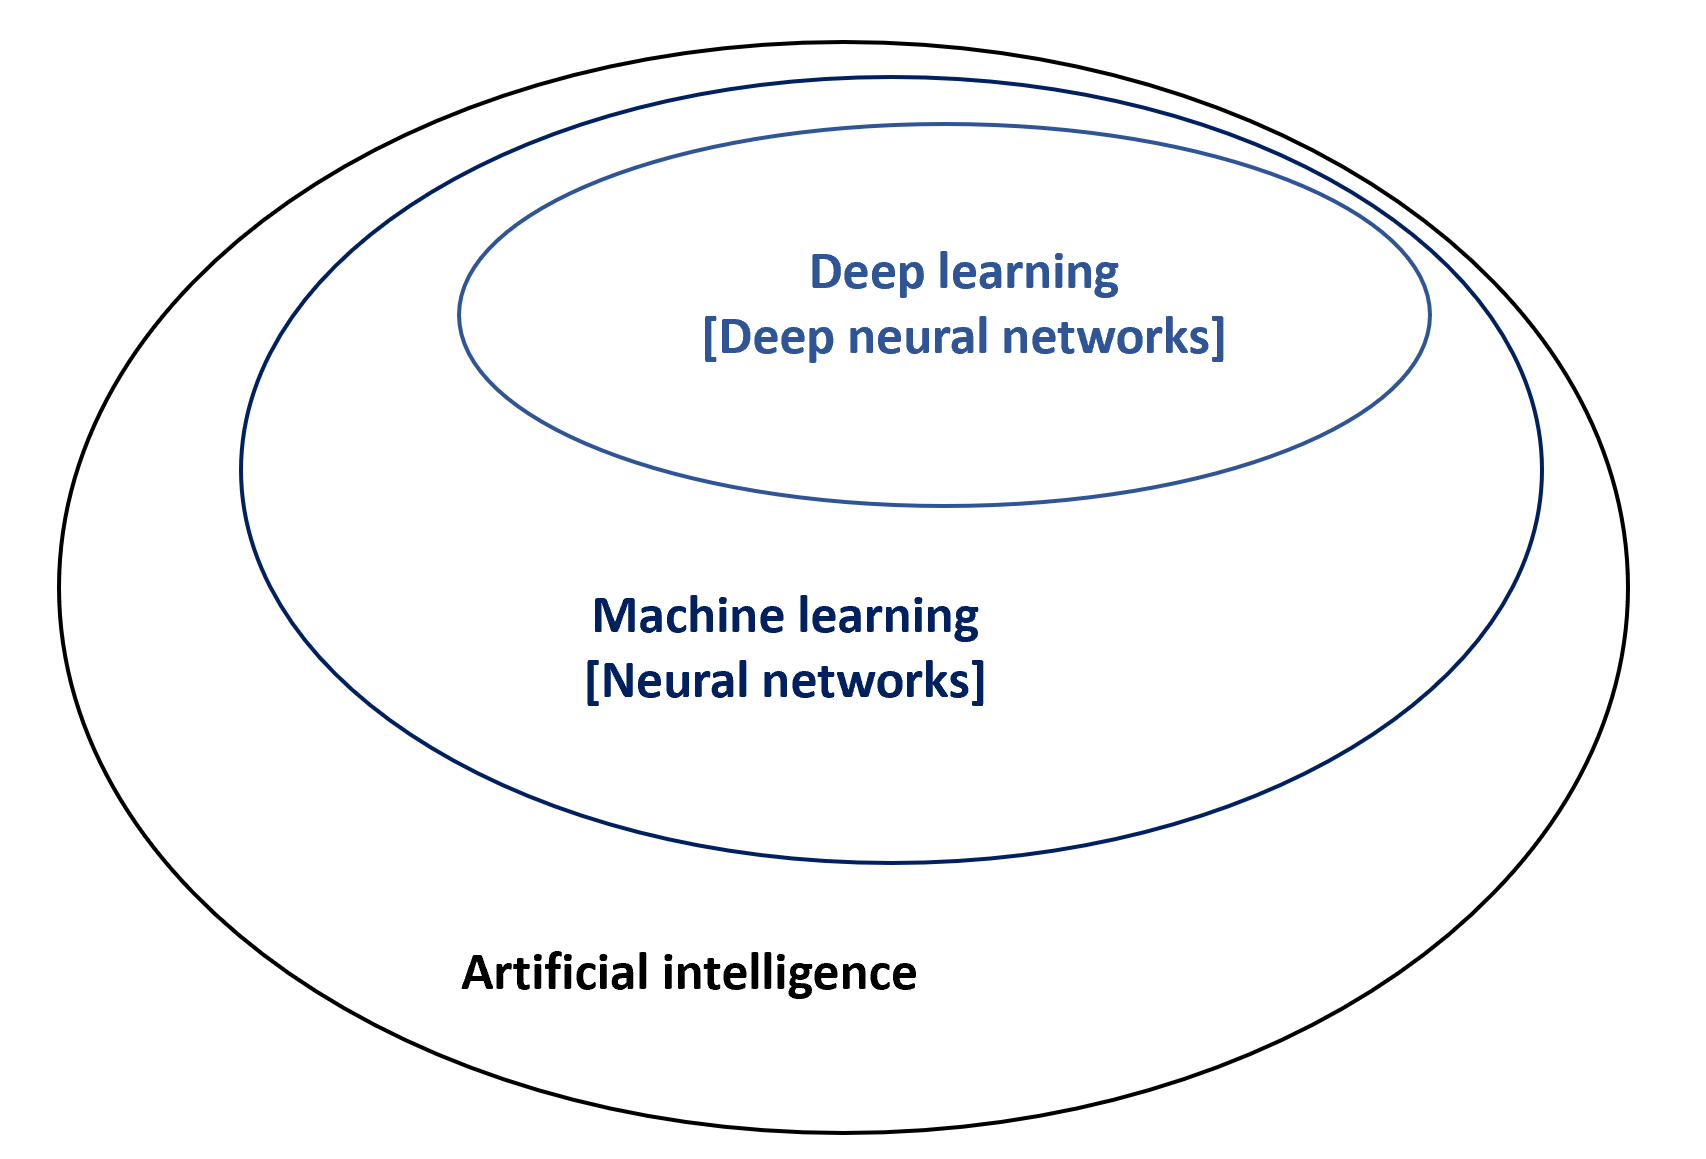 Deep learning
[Deep neural networks]
Machine learning
[Neural networks]
Artificial intelligence